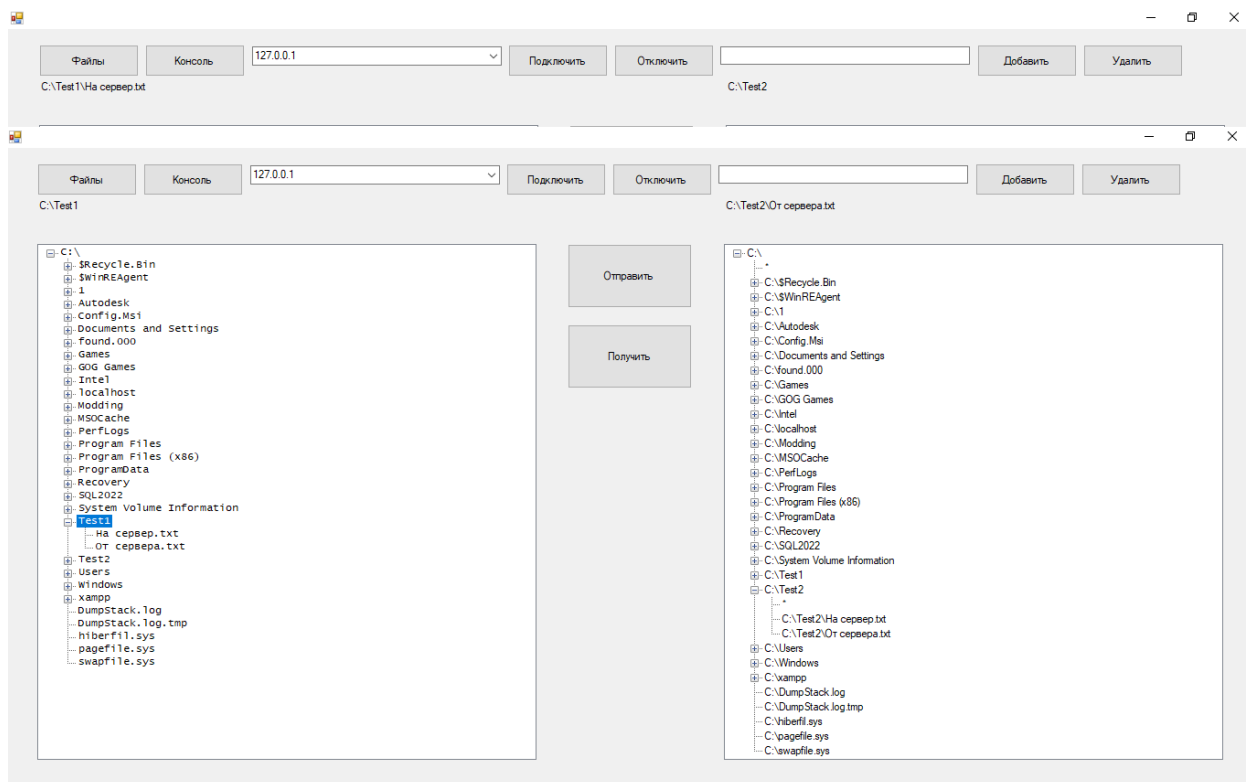 Файлы Консоль 127.0.0.1 Подключить Отключить Добавить Удалить
C:\Test1\На сервер.txt C:\Test2
Файлы Консоль 127.0.0.1 Подключить Отключить Добавить Удалить
C:\Test1 C:\Test2\От сервера.txt
C:\
$Recycle.Bin
$WinREAgent
1
Autodesk
Config.Msi
Documents and Settings
found.000
Games
GOG Games
Intel
localhost
Modding
MSOCache
PerfLogs
Program Files
Program Files (x86)
ProgramData
Recovery
SQL2022
System Volume Information
Test1
На сервер.txt
От сервера.txt
Test2
Users
Windows
xampp
DumpStack.log
DumpStack.log.tmp
hiberfil.sys
pagefile.sys
swapfile.sys
Отправить
Получить
C:\
*
C:\$Recycle.Bin
C:\$WinREAgent
C:\1
C:\Autodesk
C:\Config.Msi
C:\Documents and Settings
C:\found.000
C:\Games
C:\GOG Games
C:\Intel
C:\localhost
C:\Modding
C:\MSOCache
C:\PerfLogs
C:\Program Files
C:\Program Files (x86)
C:\ProgramData
C:\Recovery
C:\SQL2022
C:\System Volume Information
C:\Test1
C:\Test2
*
C:\Test2\На сервер.txt
C:\Test2\От сервера.txt
C:\Users
C:\Windows
C:\xampp
C:\DumpStack.log
C:\DumpStack.log.tmp
C:\hiberfil.sys
C:\pagefile.sys
C:\swapfile.sys